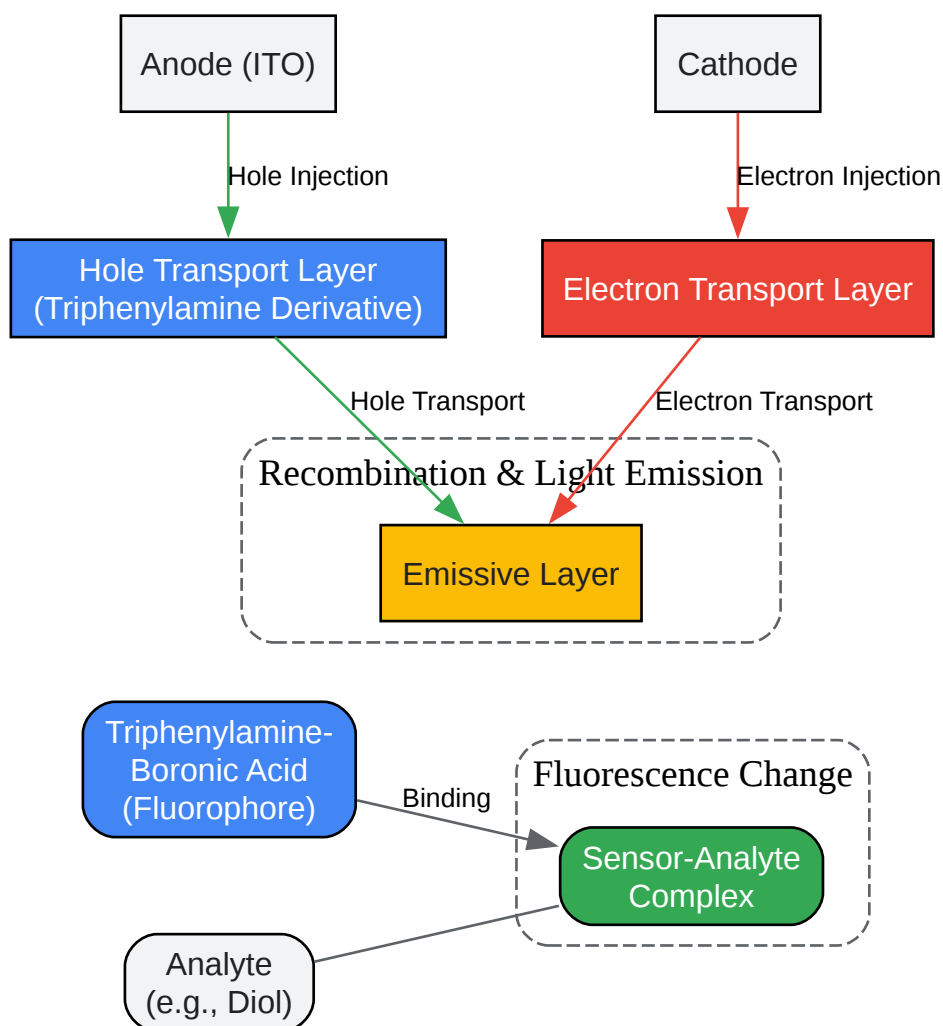 Anode (ITO)
Cathode
Hole Injection
Electron Injection
Hole Transport Layer
(Triphenylamine Derivative)
Electron Transport Layer
Hole Transport
Electron Transport
Recombination & Light Emission
Emissive Layer
Triphenylamine-
Boronic Acid
(Fluorophore)
Binding
Fluorescence Change
Sensor-Analyte
Complex
Analyte
(e.g., Diol)